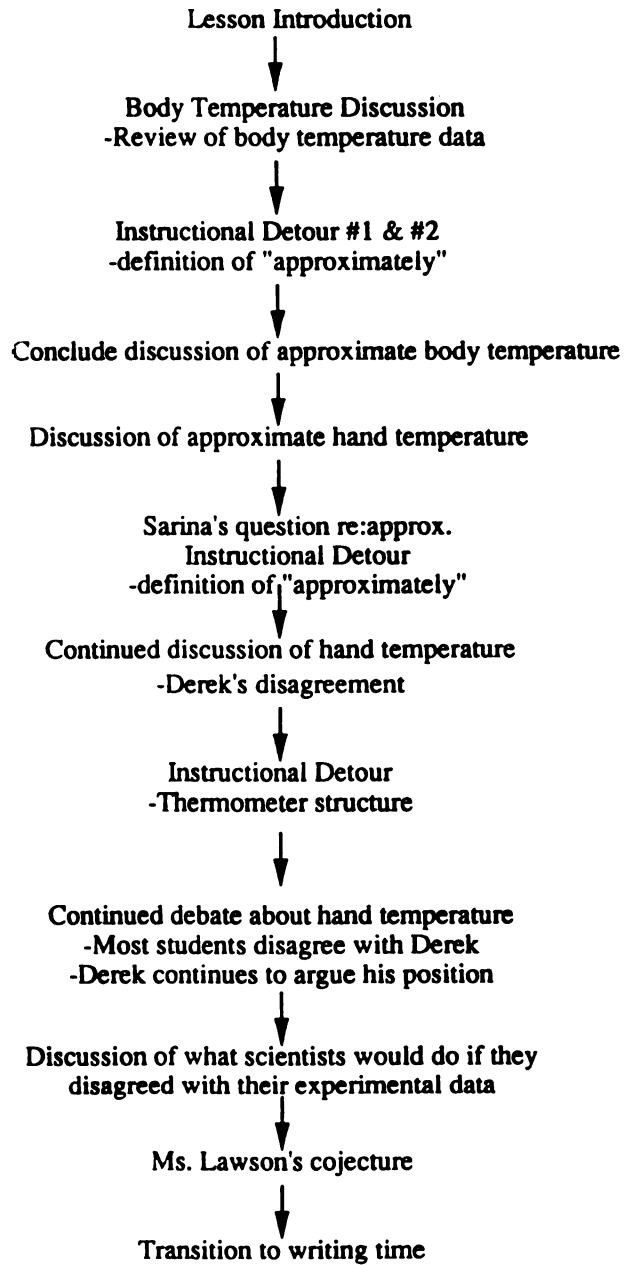 Lesson Introduction
Body Temperature Discussion
-Review of body temperature data
Instructional Detour #1 & #2
-definition of "approximately"
Conclude discussion of approximate body temperature
Discussion of approximate hand temperature
Sarina's question re:approx.
Instructional Detour
-definition of "approximately"
Continued discussion of hand temperature
-Derek's disagreement
Instructional Detour
-Thermometer structure
Continued debate about hand temperature
-Most students disagree with Derek
-Derek continues to argue his position
Discussion of what scientists would do if they
disagreed with their experimental data
Ms. Lawson's cojecture
Transition to writing time